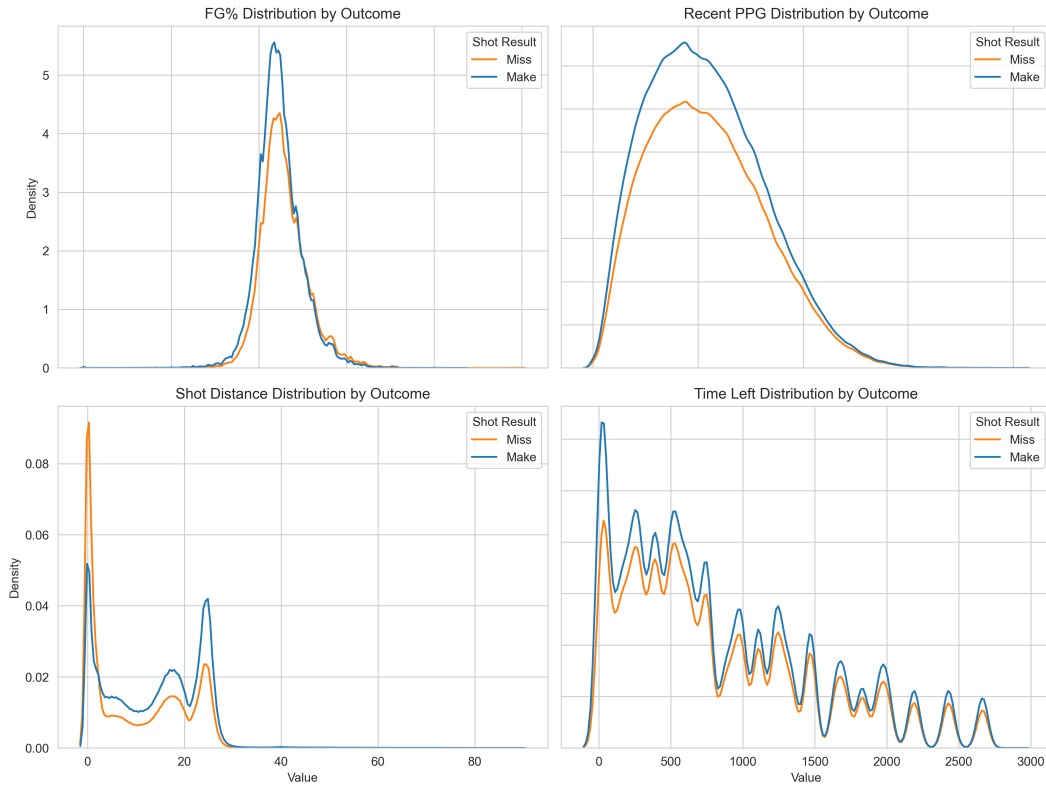 FG% Distribution by Outcome
Shot Result
Miss
Make
5
4
3
2
1
0
Density
Recent PPG Distribution by Outcome
Shot Result
Miss
Make
Shot Distance Distribution by Outcome
Shot Result
Miss
Make
0.08
0.06
0.04
0.02
0.00
Density
0
20
40
60
80
Value
Time Left Distribution by Outcome
Shot Result
Miss
Make
0
500
1000
1500
2000
2500
3000
Value